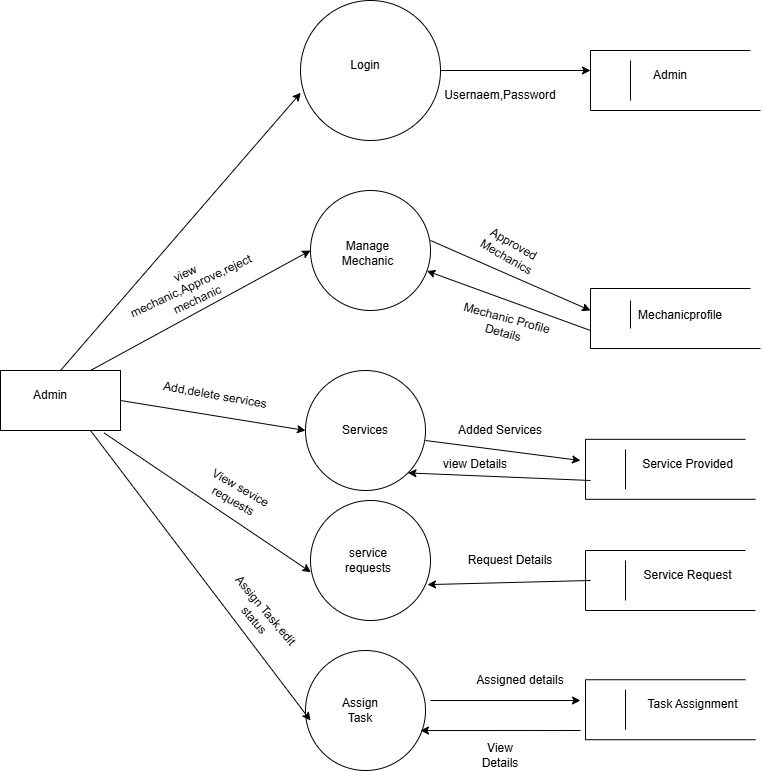 Login
Admin
Usernaem,Password
Manage
Mechanic
Approved
Mechanics
view
mechanic,Approve,reject
mechanic
Mechanic Profile
Details
Mechanicprofile
Admin
Add,delete services
Services
Added Services
view Details
Service Provided
View sevice
requests
service
requests
Request Details
Service Request
Assign Task,edit
status
Assign
Task
Assigned details
Task Assignment
View
Details